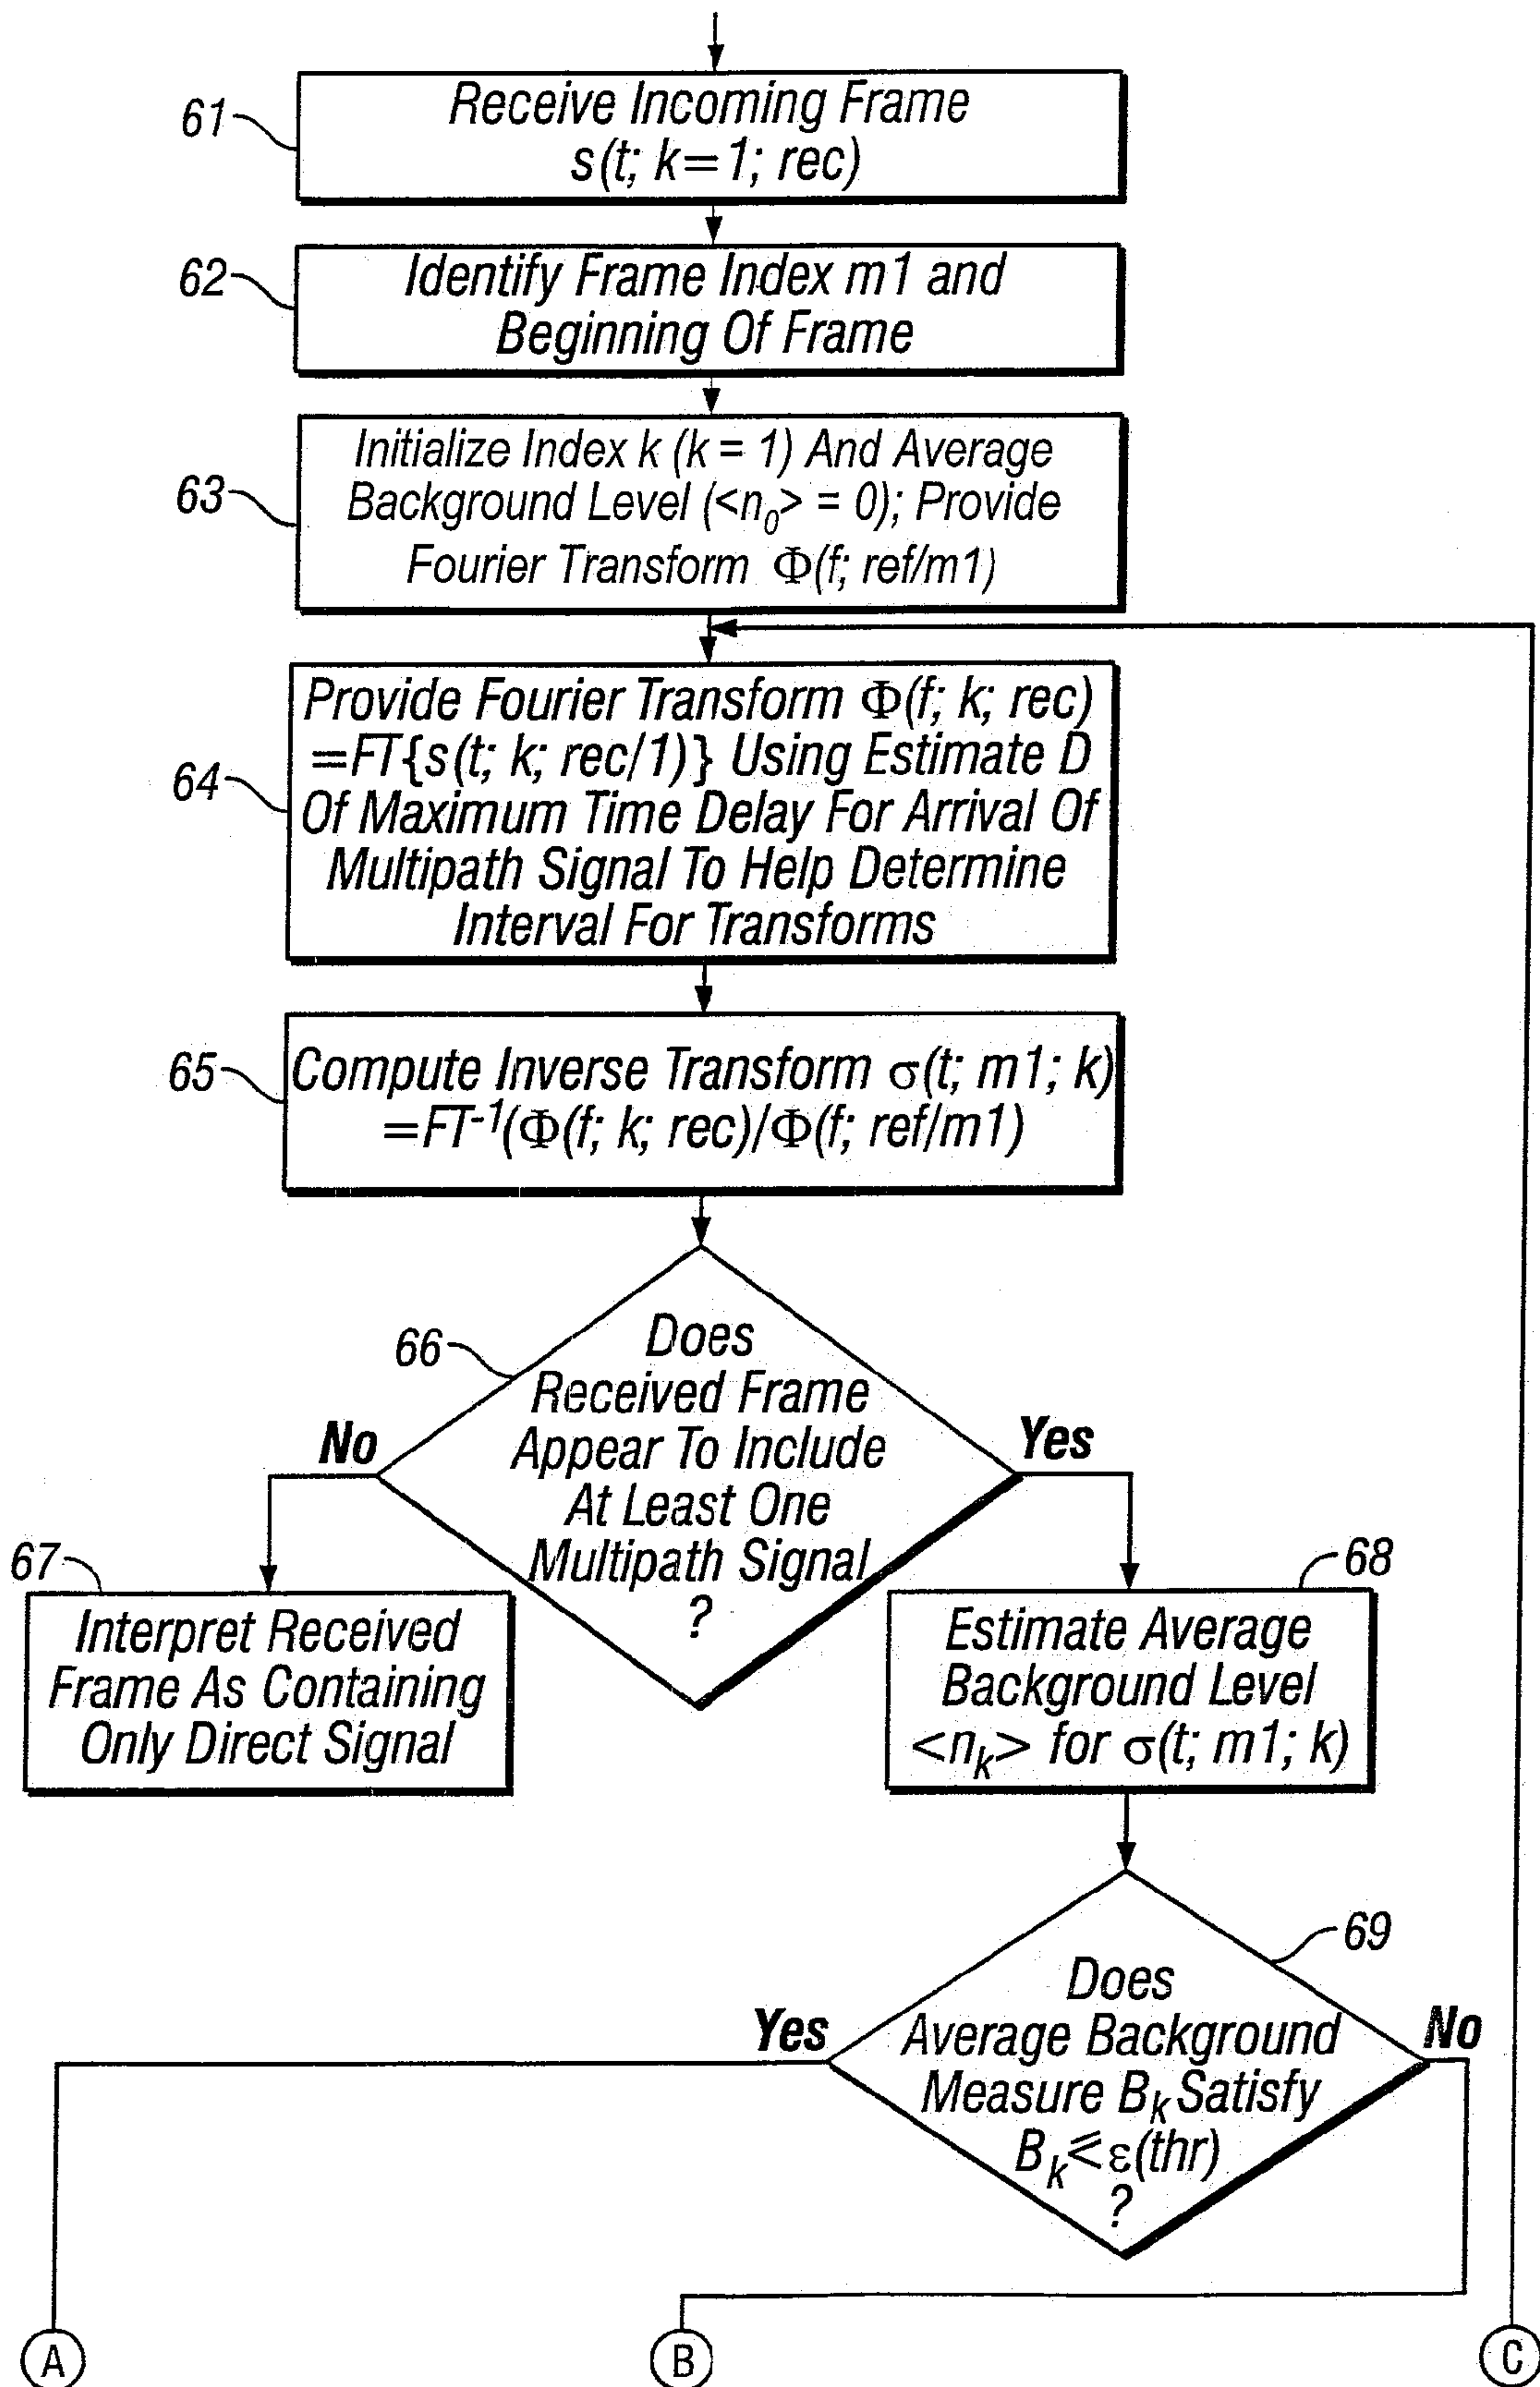 61
Receive Incoming Frame
s(t; k=1; rec)
62
Identify Frame Index m1 and
Beginning Of Frame
63
Initialize Index k (k = 1) And Average
Background Level (<n₀> = 0); Provide
Fourier Transform Φ(f; ref/m1)
64
Provide Fourier Transform Φ(f; k; rec)
=FT{s(t; k; rec/1)} Using Estimate D
Of Maximum Time Delay For Arrival Of
Multipath Signal To Help Determine
Interval For Transforms
65
Compute Inverse Transform σ(t; m1; k)
=FT⁻¹(Φ(f; k; rec)/Φ(f; ref/m1)
66
Does
Received Frame
Appear To Include
At Least One
Multipath Signal
?
No
Yes
67
Interpret Received
Frame As Containing
Only Direct Signal
68
Estimate Average
Background Level
<nₖ> for σ(t; m1; k)
69
Does
Average Background
Measure Bₖ Satisfy
Bₖ ≤ ε(thr)
?
Yes
No
A
B
C